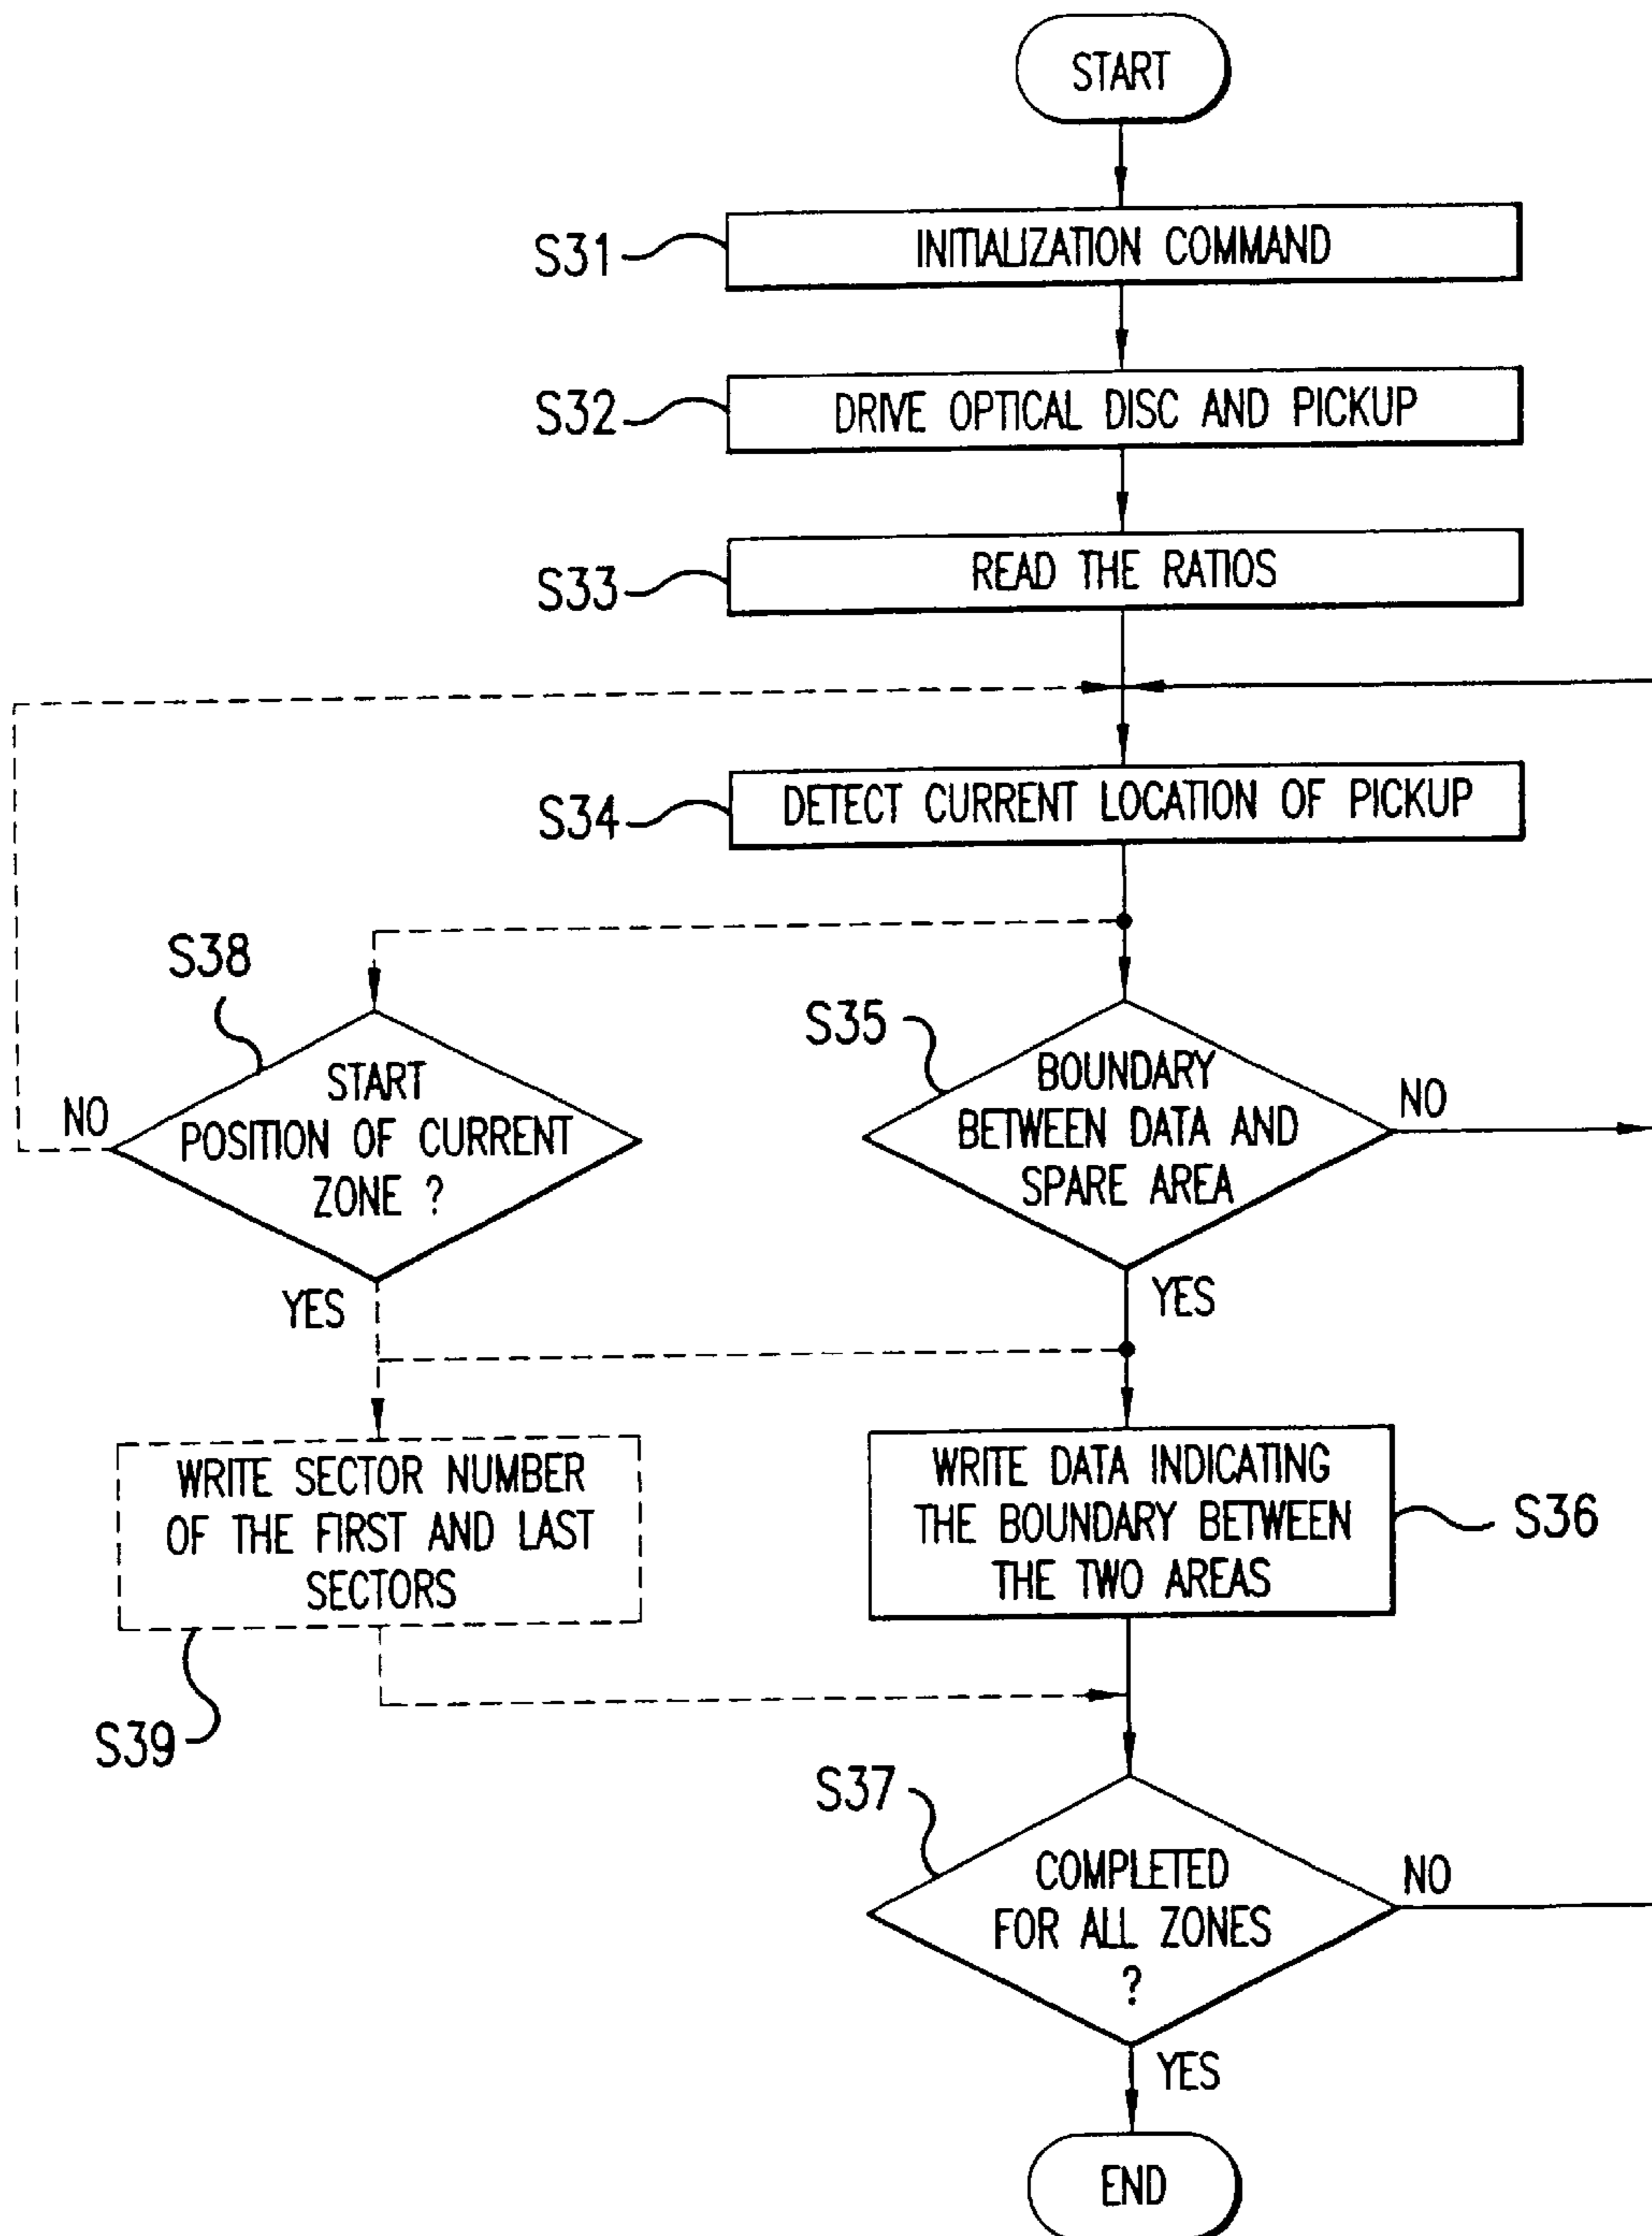 START
S31
INITIALIZATION COMMAND
S32
DRIVE OPTICAL DISC AND PICKUP
S33
READ THE RATIOS
S34
DETECT CURRENT LOCATION OF PICKUP
S38
START
POSITION OF CURRENT
ZONE ?
NO
YES
S35
BOUNDARY
BETWEEN DATA AND
SPARE AREA
NO
YES
WRITE SECTOR NUMBER
OF THE FIRST AND LAST
SECTORS
S39
WRITE DATA INDICATING
THE BOUNDARY BETWEEN
THE TWO AREAS
S36
S37
COMPLETED
FOR ALL ZONES
?
NO
YES
END